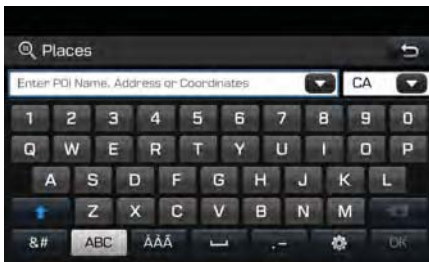 Places
Enter POI Name, Address or Coordinates CA
1 2 3 4 5 6 7 8 9 0
Q W E R T Y U I O P
A S D F G H J K L
Z X C V B N M
&# ABC ÀÂÃ .- OK